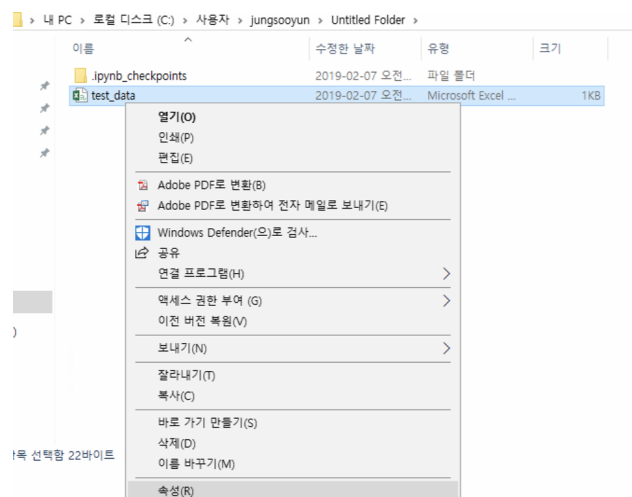 내 PC > 로컬 디스크 (C:) > 사용자 > jungsooyun > Untitled Folder >
이름 수정한 날짜 유형 크기
.ipynb_checkpoints 2019-02-07 오전... 파일 폴더
test_data 2019-02-07 오전... Microsoft Excel ... 1KB
열기(O)
인쇄(P)
편집(E)
Adobe PDF로 변환(B)
Adobe PDF로 변환하여 전자 메일로 보내기(E)
Windows Defender(으)로 검사...
공유
연결 프로그램(H)
액세스 권한 부여 (G)
이전 버전 복원(V)
보내기(N)
잘라내기(T)
복사(C)
바로 가기 만들기(S)
삭제(D)
이름 바꾸기(M)
속성(R)
)
선택함 22바이트